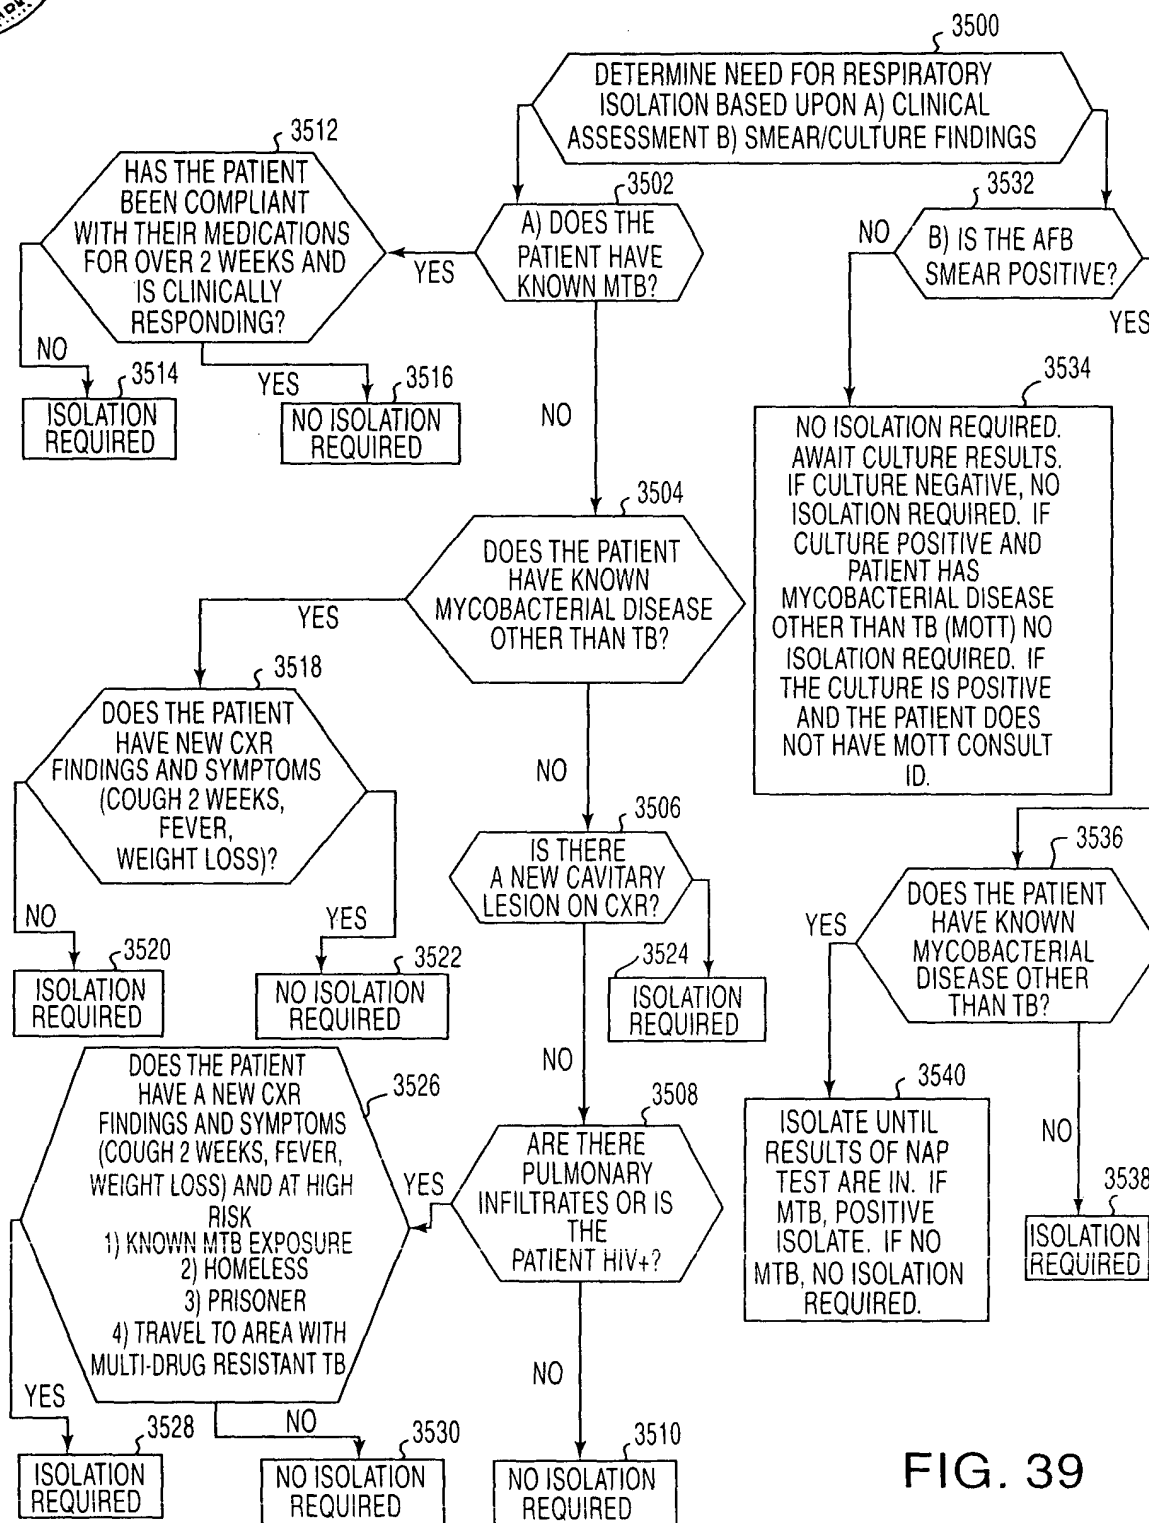 3500
DETERMINE NEED FOR RESPIRATORY
ISOLATION BASED UPON A) CLINICAL
ASSESSMENT B) SMEAR/CULTURE FINDINGS
3512
HAS THE PATIENT
BEEN COMPLIANT
WITH THEIR MEDICATIONS
FOR OVER 2 WEEKS AND
IS CLINICALLY
RESPONDING?
3502
A) DOES THE
PATIENT HAVE
KNOWN MTB?
3532
B) IS THE AFB
SMEAR POSITIVE?
NO
YES
YES
NO
3514
ISOLATION
REQUIRED
YES
3516
NO ISOLATION
REQUIRED
NO
3534
NO ISOLATION REQUIRED.
AWAIT CULTURE RESULTS.
IF CULTURE NEGATIVE, NO
ISOLATION REQUIRED. IF
CULTURE POSITIVE AND
PATIENT HAS
MYCOBACTERIAL DISEASE
OTHER THAN TB (MOTT) NO
ISOLATION REQUIRED. IF
THE CULTURE IS POSITIVE
AND THE PATIENT DOES
NOT HAVE MOTT CONSULT
ID.
3504
DOES THE PATIENT
HAVE KNOWN
MYCOBACTERIAL DISEASE
OTHER THAN TB?
YES
3518
DOES THE PATIENT
HAVE NEW CXR
FINDINGS AND SYMPTOMS
(COUGH 2 WEEKS,
FEVER,
WEIGHT LOSS)?
NO
3506
IS THERE
A NEW CAVITARY
LESION ON CXR?
3536
DOES THE PATIENT
HAVE KNOWN
MYCOBACTERIAL
DISEASE OTHER
THAN TB?
YES
NO
YES
3520
ISOLATION
REQUIRED
3522
NO ISOLATION
REQUIRED
3524
ISOLATION
REQUIRED
NO
3526
DOES THE PATIENT
HAVE A NEW CXR
FINDINGS AND SYMPTOMS
(COUGH 2 WEEKS, FEVER,
WEIGHT LOSS) AND AT HIGH
RISK
1) KNOWN MTB EXPOSURE
2) HOMELESS
3) PRISONER
4) TRAVEL TO AREA WITH
MULTI-DRUG RESISTANT TB
YES
3508
ARE THERE
PULMONARY
INFILTRATES OR IS
THE
PATIENT HiV+?
3540
ISOLATE UNTIL
RESULTS OF NAP
TEST ARE IN. IF
MTB, POSITIVE
ISOLATE. IF NO
MTB, NO ISOLATION
REQUIRED.
NO
3538
ISOLATION
REQUIRED
YES
3528
ISOLATION
REQUIRED
NO
3530
NO ISOLATION
REQUIRED
NO
3510
NO ISOLATION
REQUIRED
FIG. 39